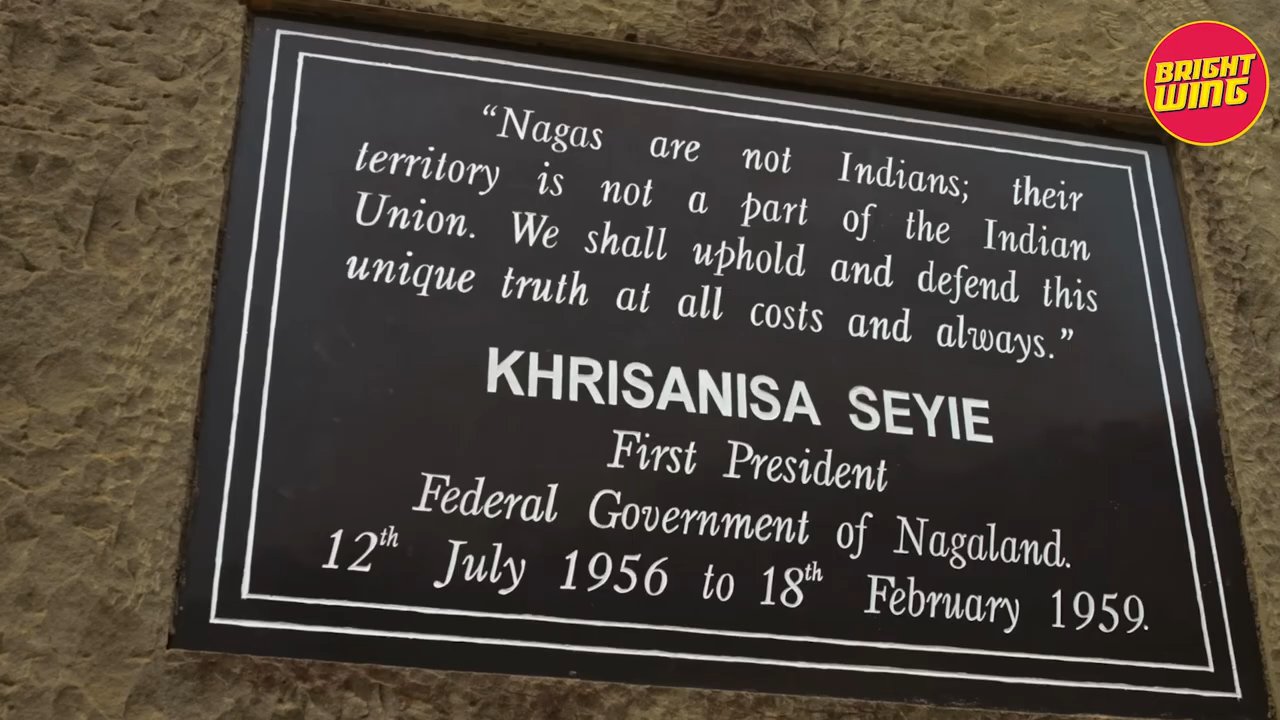 BRIGHT
WING
"Nagas are not Indians; their
territory is not a part of the Indian
Union. We shall uphold and defend this
unique truth at all costs and always."
KHRISANISA SEYIE
First President
Federal Government of Nagaland.
12th July 1956 to 18th February 1959.